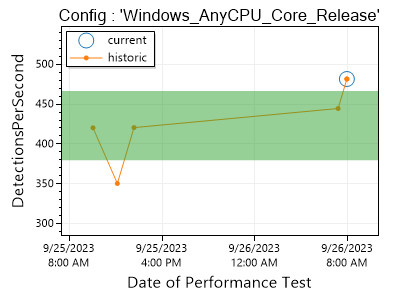 Config : 'Windows_AnyCPU_Core_Release'
current
historic
DetectionsPerSecond
500
450
400
350
300
9/25/2023 9/25/2023 9/26/2023 9/26/2023
8:00 AM 4:00 PM 12:00 AM 8:00 AM
Date of Performance Test